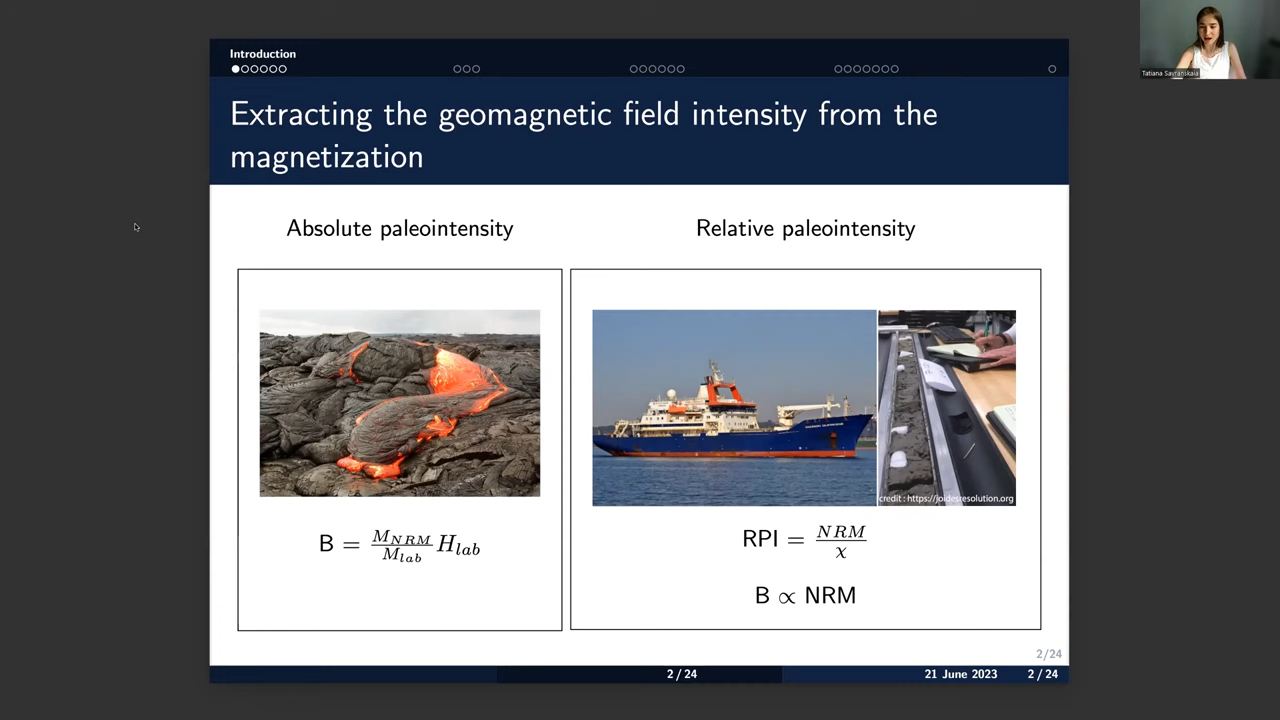 Introduction
Extracting the geomagnetic field intensity from the
magnetization
Absolute paleointensity
Relative paleointensity
credit : https://joidesresolution.org
B = M_NRM / M_lab H_lab
RPI = NRM / χ
B ∝ NRM
2/24
2 / 24
21 June 2023
2 / 24
Tatiana Savranskaia